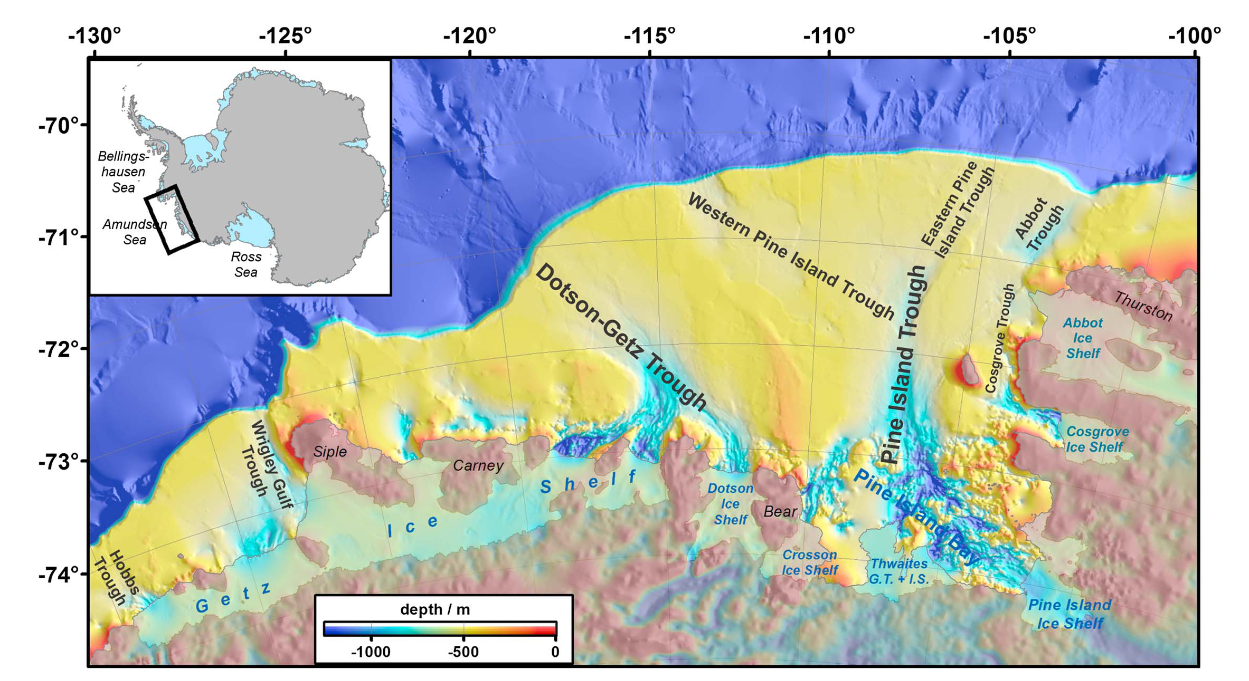 -130°
-125°
-120°
-115°
-110°
-105°
-100°
-70°
-71°
-72°
-73°
-74°
Bellings-
hausen
Sea
Amundsen
Sea
Ross
Sea
Western Pine Island Trough
Eastern Pine
Island Trough
Abbot
Trough
Dotson-Getz Trough
Pine Island Trough
Cosgrove Trough
Thurston
Abbot
Ice
Shelf
Cosgrove
Ice Shelf
Wrigley Gulf
Trough
Siple
Carney
Getz Ice Shelf
Dotson
Ice
Shelf
Bear
Pine Island Bay
Crosson
Ice Shelf
Thwaites
G.T. + I.S.
Pine Island
Ice Shelf
Hobbs
Trough
depth / m
-1000
-500
0